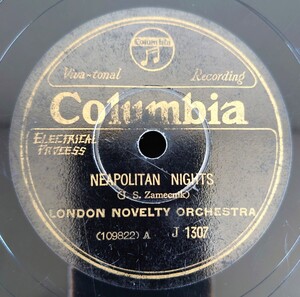 Columbia
Viva-tonal Recording
Columbia
ELECTRICAL
PROCESS
NEAPOLITAN NIGHTS
(J. S. Zamecnik)
LONDON NOVELTY ORCHESTRA
(109822) A J 1307